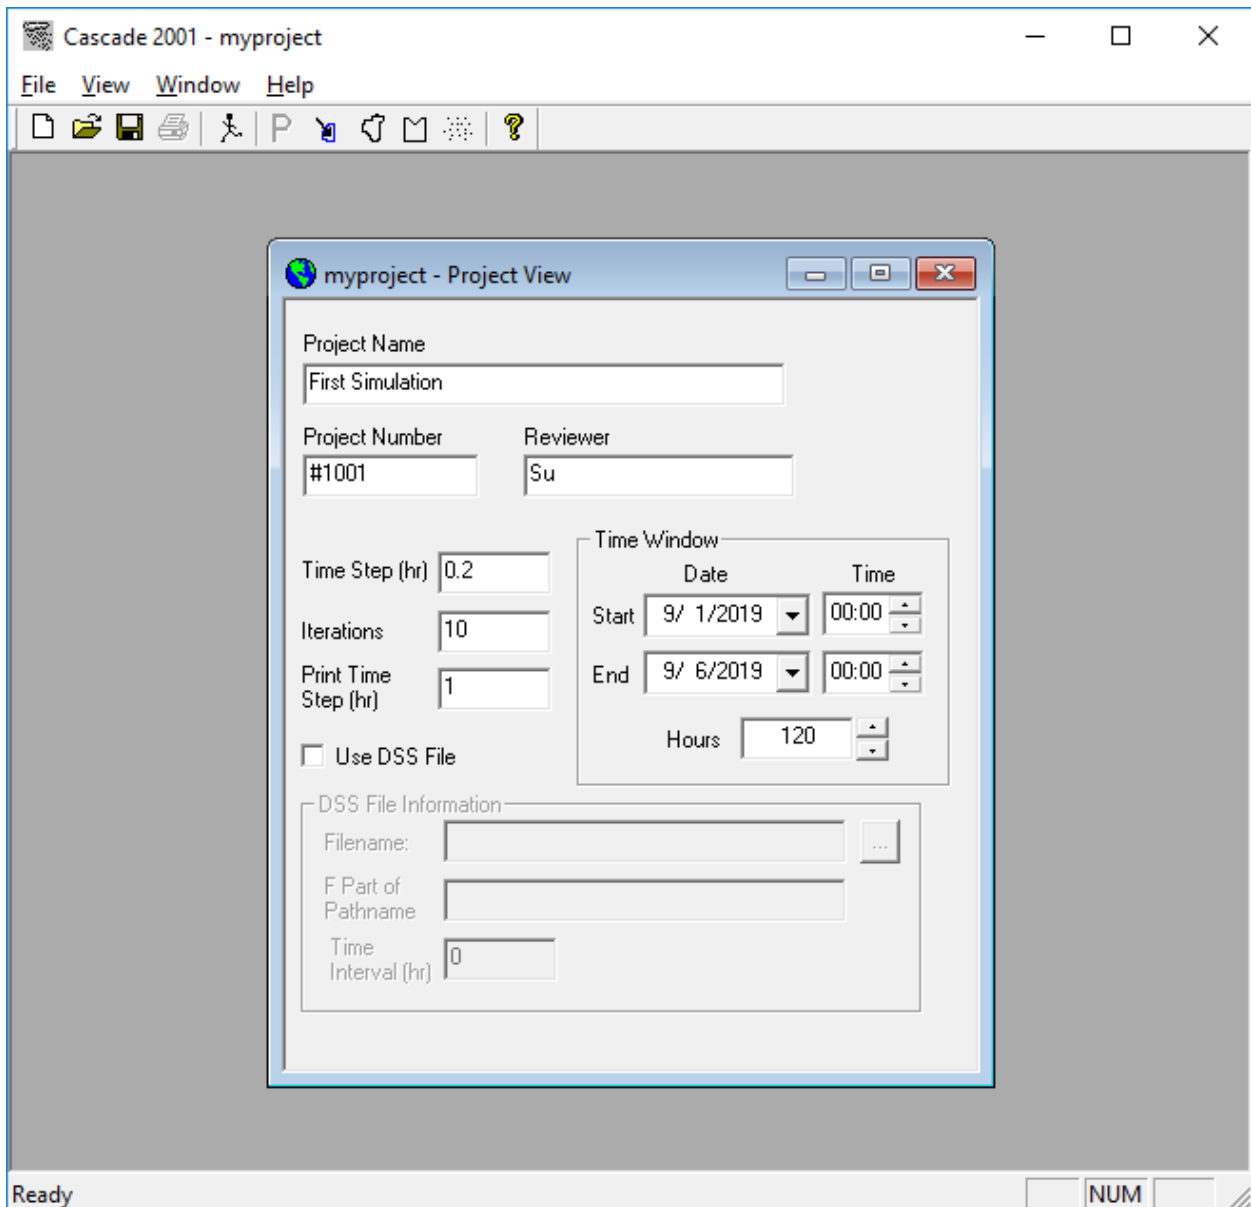 Cascade 2001 - myproject
File View Window Help
P
myproject - Project View
Project Name
First Simulation
Project Number Reviewer
#1001 Su
Time Window
Time Step (hr) 0.2 Date Time
Start 9/ 1/2019 00:00
Iterations 10
End 9/ 6/2019 00:00
Print Time
Step (hr) 1
Hours 120
Use DSS File
DSS File Information
Filename: ...
F Part of
Pathname
Time
Interval (hr) 0
Ready NUM